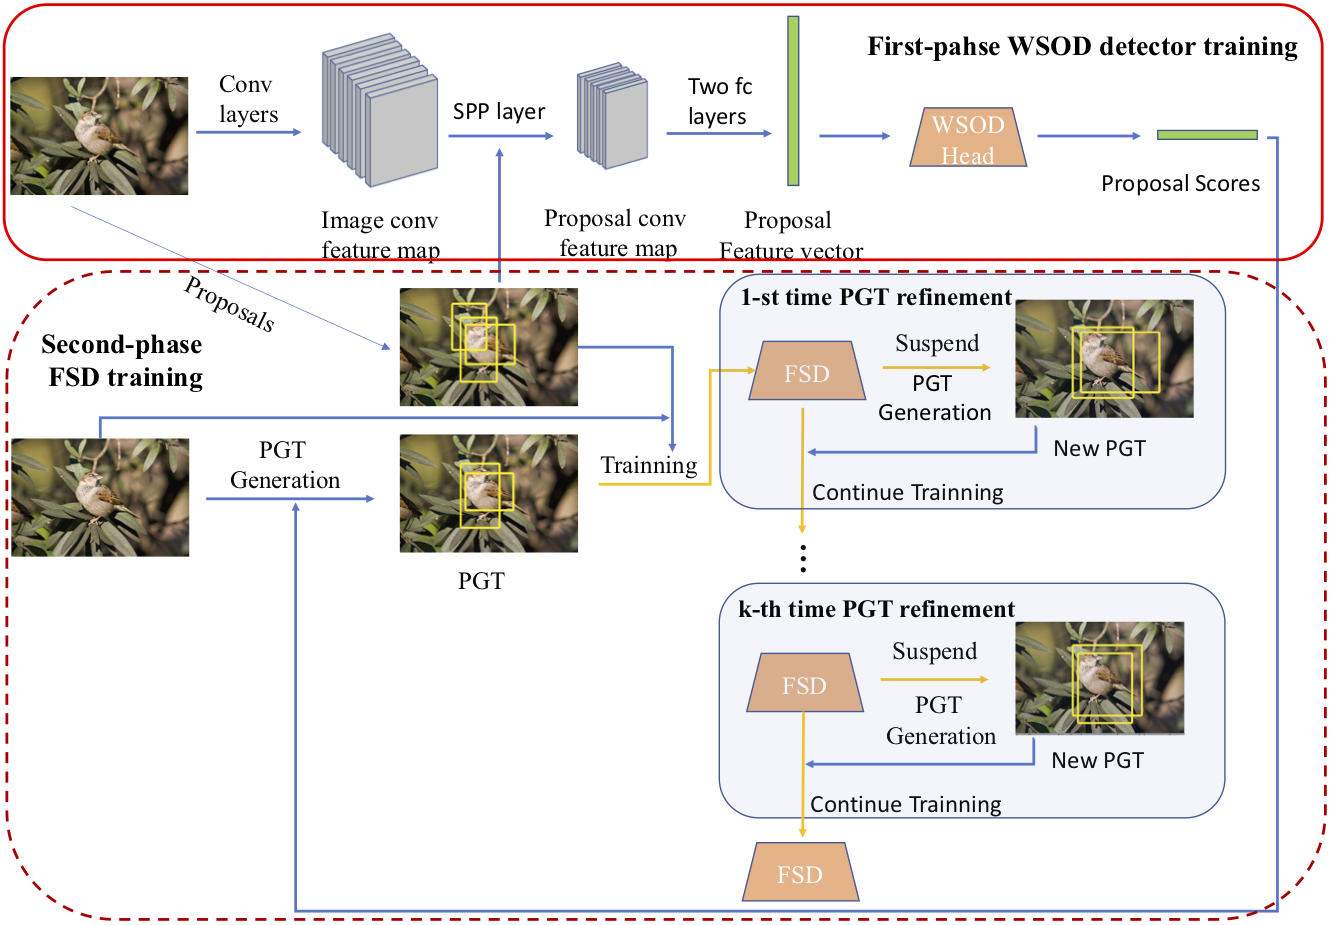 First-pahse WSOD detector training
Conv
layers
SPP layer
Two fc
layers
WSOD
Head
Proposal Scores
Image conv
feature map
Proposal conv
feature map
Proposal
Feature vector
Proposals
Second-phase
FSD training
1-st time PGT refinement
FSD
Suspend
PGT
Generation
New PGT
Continue Trainning
PGT
Generation
Trainning
PGT
k-th time PGT refinement
FSD
Suspend
PGT
Generation
New PGT
Continue Trainning
FSD